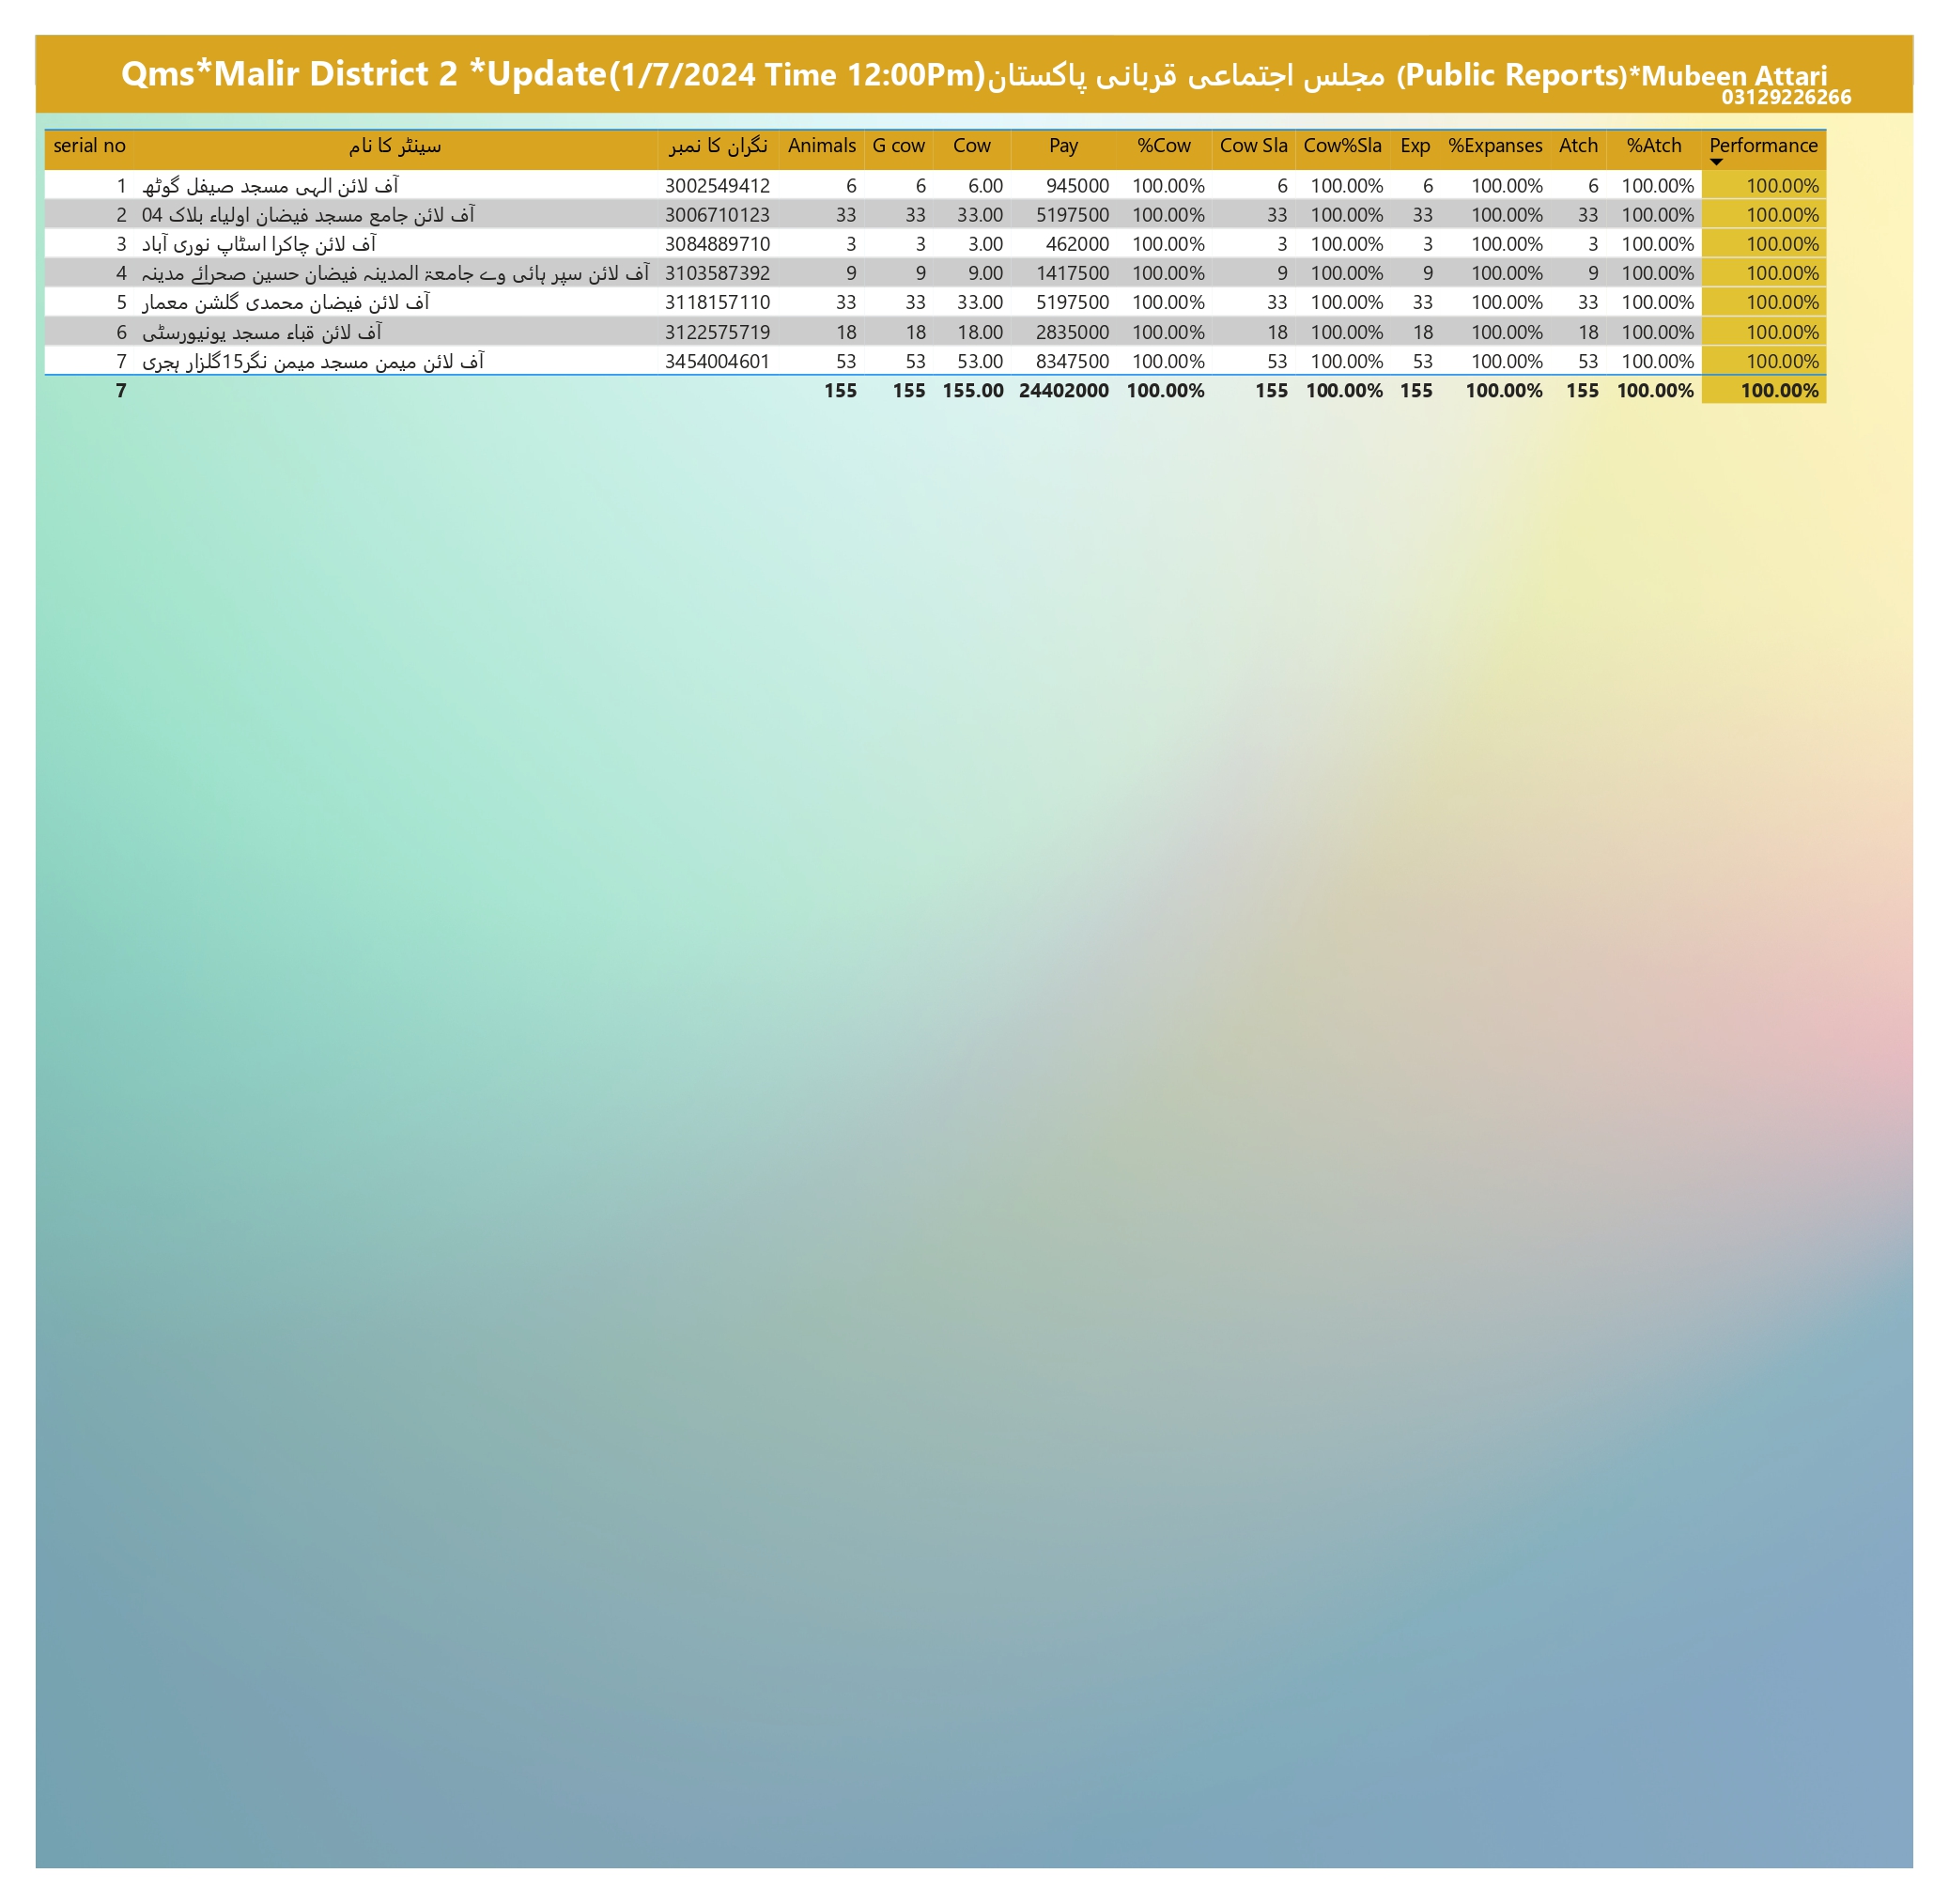 Qms*Malir District 2 *Update(1/7/2024 Time 12:00Pm)مجلس اجتماعی قربانی پاکستان (Public Reports)*Mubeen Attari
03129226266
serial no سینٹر کا نام نگران کا نمبر Animals G cow Cow Pay %Cow Cow Sla Cow%Sla Exp %Expanses Atch %Atch Performance
1 آف لائن الہی مسجد صیفل گوٹھ 3002549412 6 6 6.00 945000 100.00% 6 100.00% 6 100.00% 6 100.00% 100.00%
2 آف لائن جامع مسجد فیضان اولیاء بلاک 04 3006710123 33 33 33.00 5197500 100.00% 33 100.00% 33 100.00% 33 100.00% 100.00%
3 آف لائن چاکرا اسٹاپ نوری آباد 3084889710 3 3 3.00 462000 100.00% 3 100.00% 3 100.00% 3 100.00% 100.00%
4 آف لائن سپر ہائی وے جامعۃ المدینہ فیضان حسین صحرائے مدینہ 3103587392 9 9 9.00 1417500 100.00% 9 100.00% 9 100.00% 9 100.00% 100.00%
5 آف لائن فیضان محمدی گلشن معمار 3118157110 33 33 33.00 5197500 100.00% 33 100.00% 33 100.00% 33 100.00% 100.00%
6 آف لائن قباء مسجد یونیورسٹی 3122575719 18 18 18.00 2835000 100.00% 18 100.00% 18 100.00% 18 100.00% 100.00%
7 آف لائن میمن مسجد میمن نگر15گلزار ہجری 3454004601 53 53 53.00 8347500 100.00% 53 100.00% 53 100.00% 53 100.00% 100.00%
7 155 155 155.00 24402000 100.00% 155 100.00% 155 100.00% 155 100.00% 100.00%